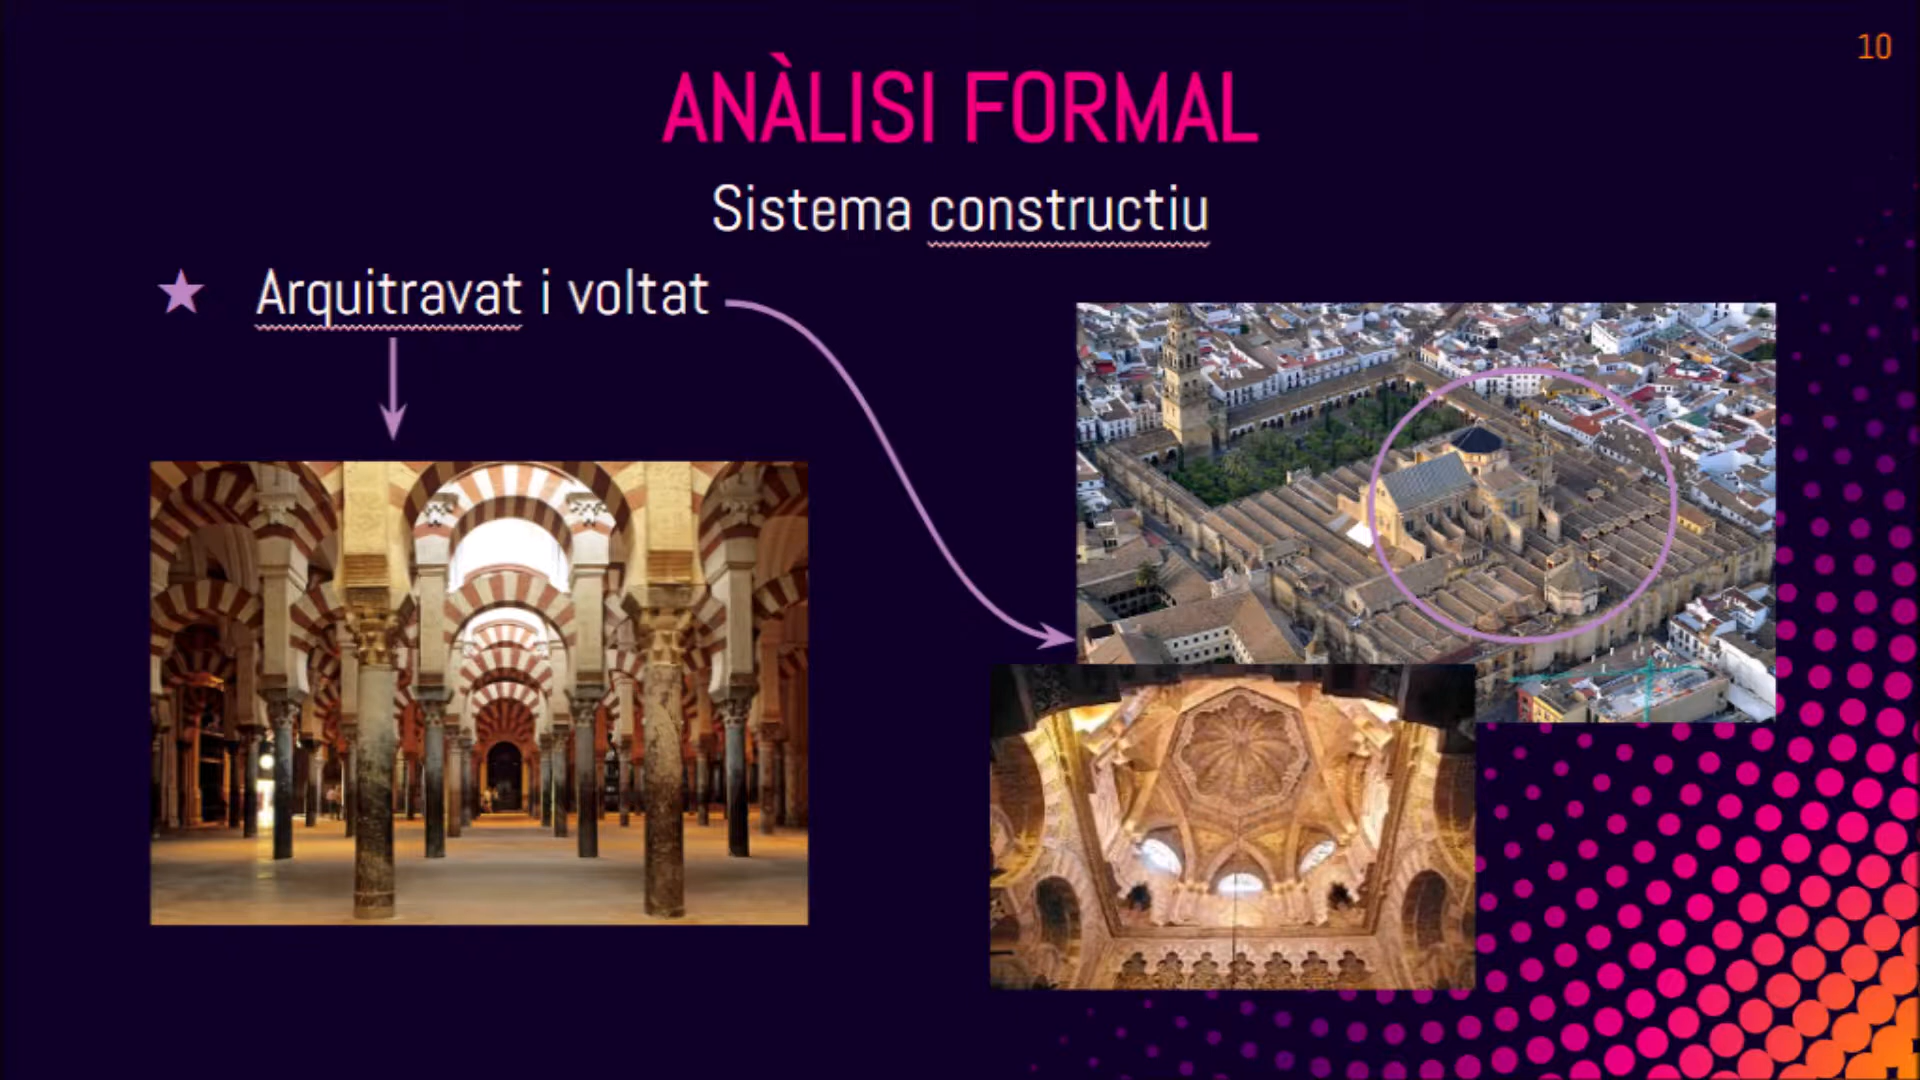 10
ANÀLISI FORMAL
Sistema constructiu
Arquitravat i voltat